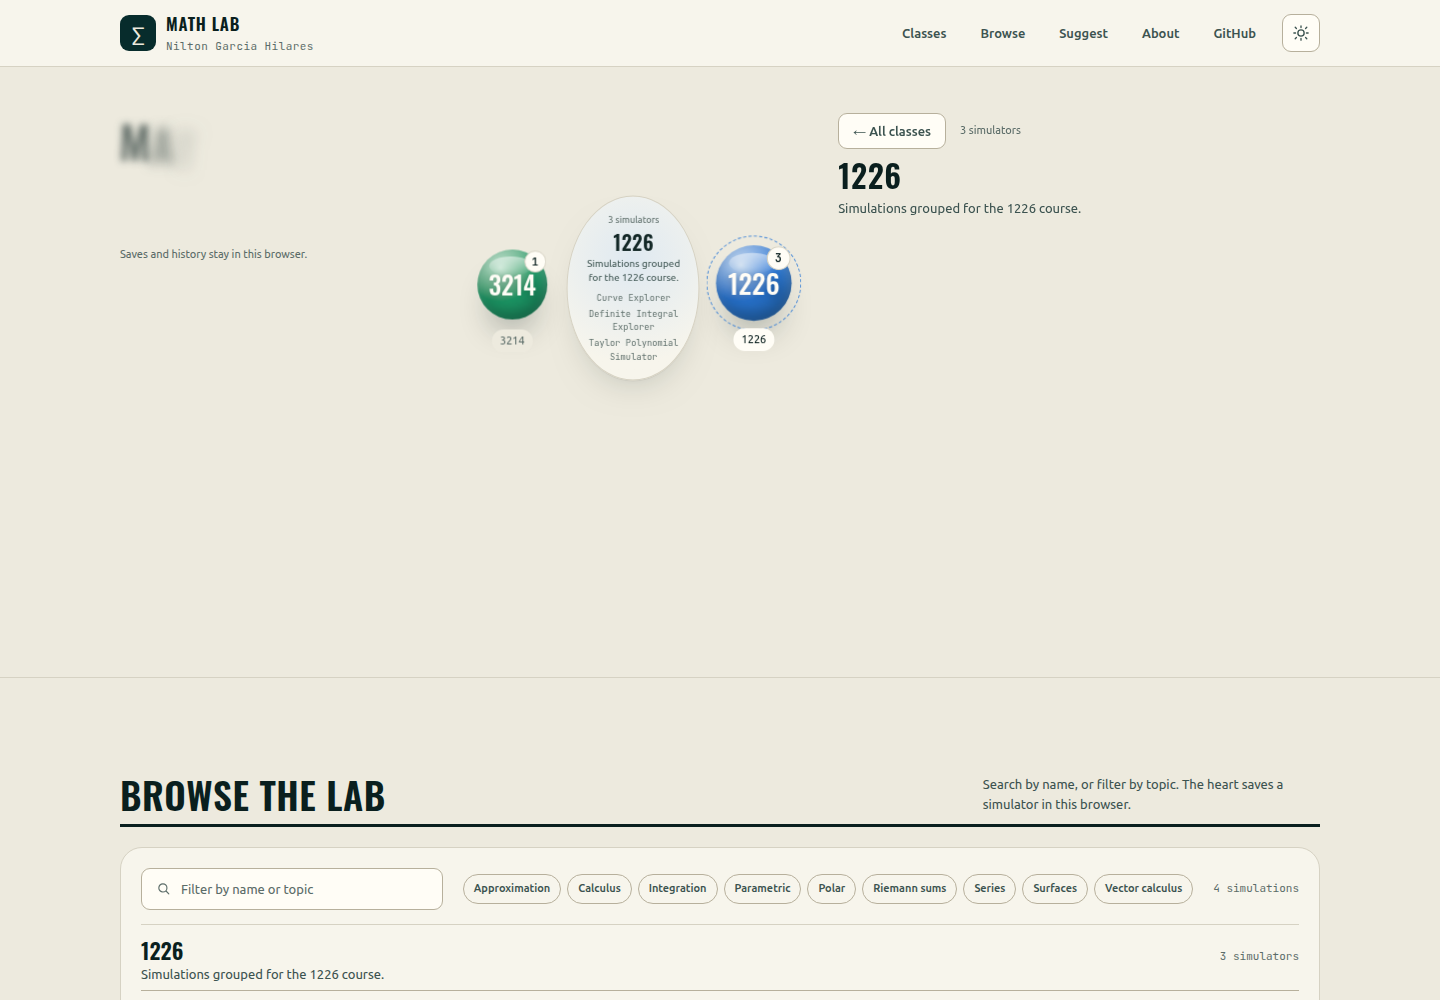 ∑
MATH LAB
Nilton Garcia Hilares
Classes
Browse
Suggest
About
GitHub
MA
Saves and history stay in this browser.
3214
1
3214
3 simulators
1226
Simulations grouped
for the 1226 course.
Curve Explorer
Definite Integral
Explorer
Taylor Polynomial
Simulator
1226
3
1226
← All classes
3 simulators
1226
Simulations grouped for the 1226 course.
BROWSE THE LAB
Search by name, or filter by topic. The heart saves a
simulator in this browser.
Filter by name or topic
Approximation
Calculus
Integration
Parametric
Polar
Riemann sums
Series
Surfaces
Vector calculus
4 simulations
1226
Simulations grouped for the 1226 course.
3 simulators